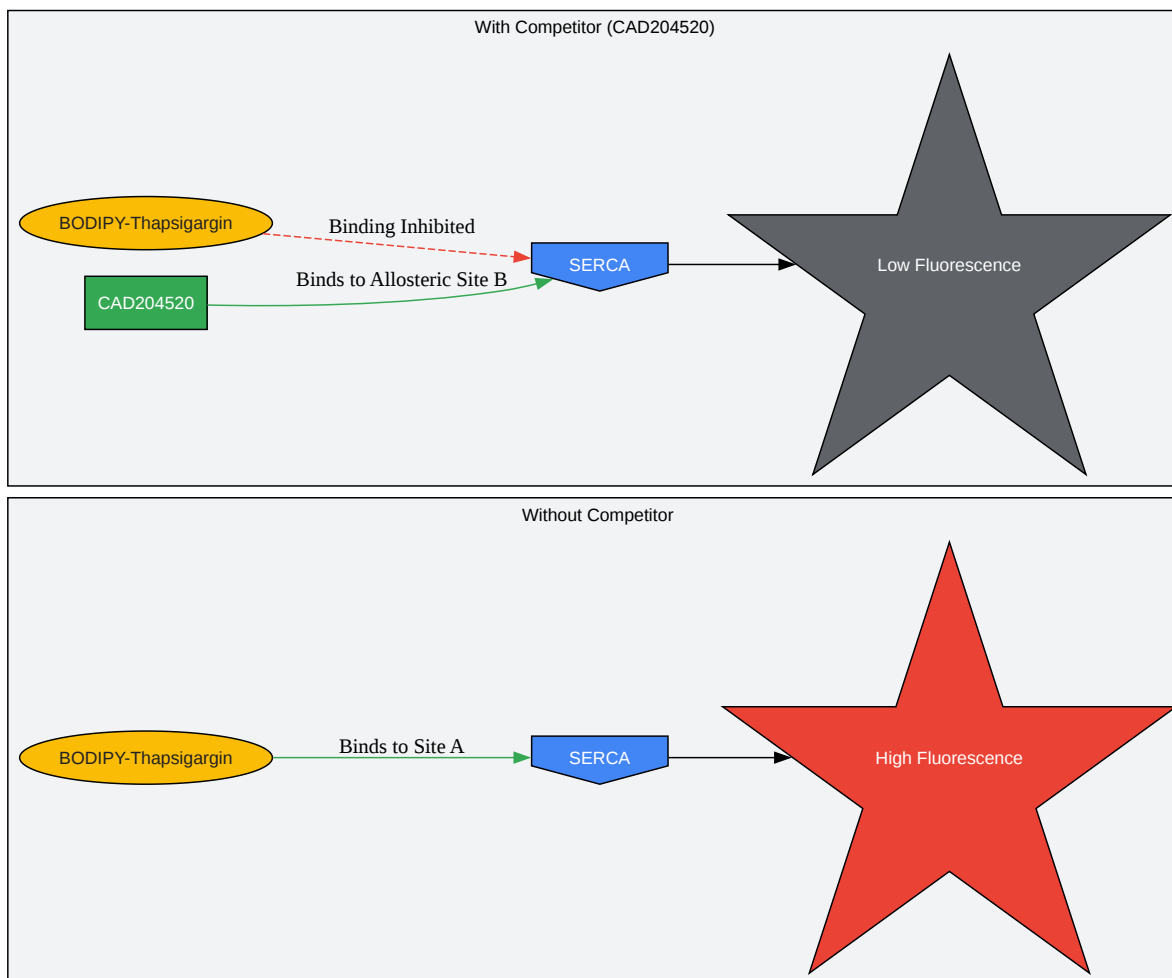 With Competitor (CAD204520)
BODIPY-Thapsigargin
Binding Inhibited
SERCA
Low Fluorescence
Binds to Allosteric Site B
CAD204520
Without Competitor
BODIPY-Thapsigargin
Binds to Site A
SERCA
High Fluorescence